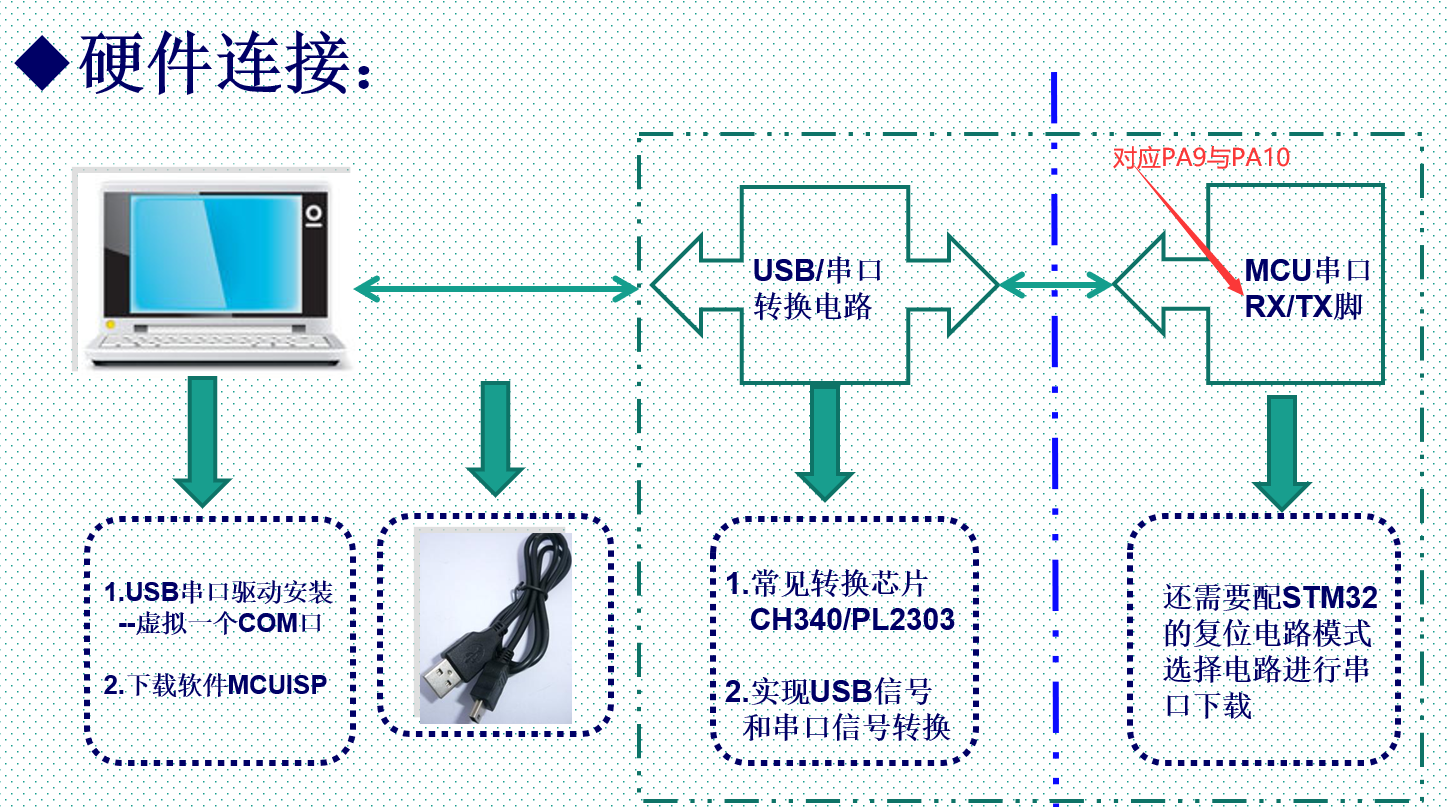 ◆硬件连接：
对应PA9与PA10
USB/串口
转换电路
MCU串口
RX/TX脚
1.USB串口驱动安装
--虚拟一个COM口
2.下载软件MCUISP
1.常见转换芯片
CH340/PL2303
2.实现USB信号
和串口信号转换
还需要配STM32
的复位电路模式
选择电路进行串
口下载